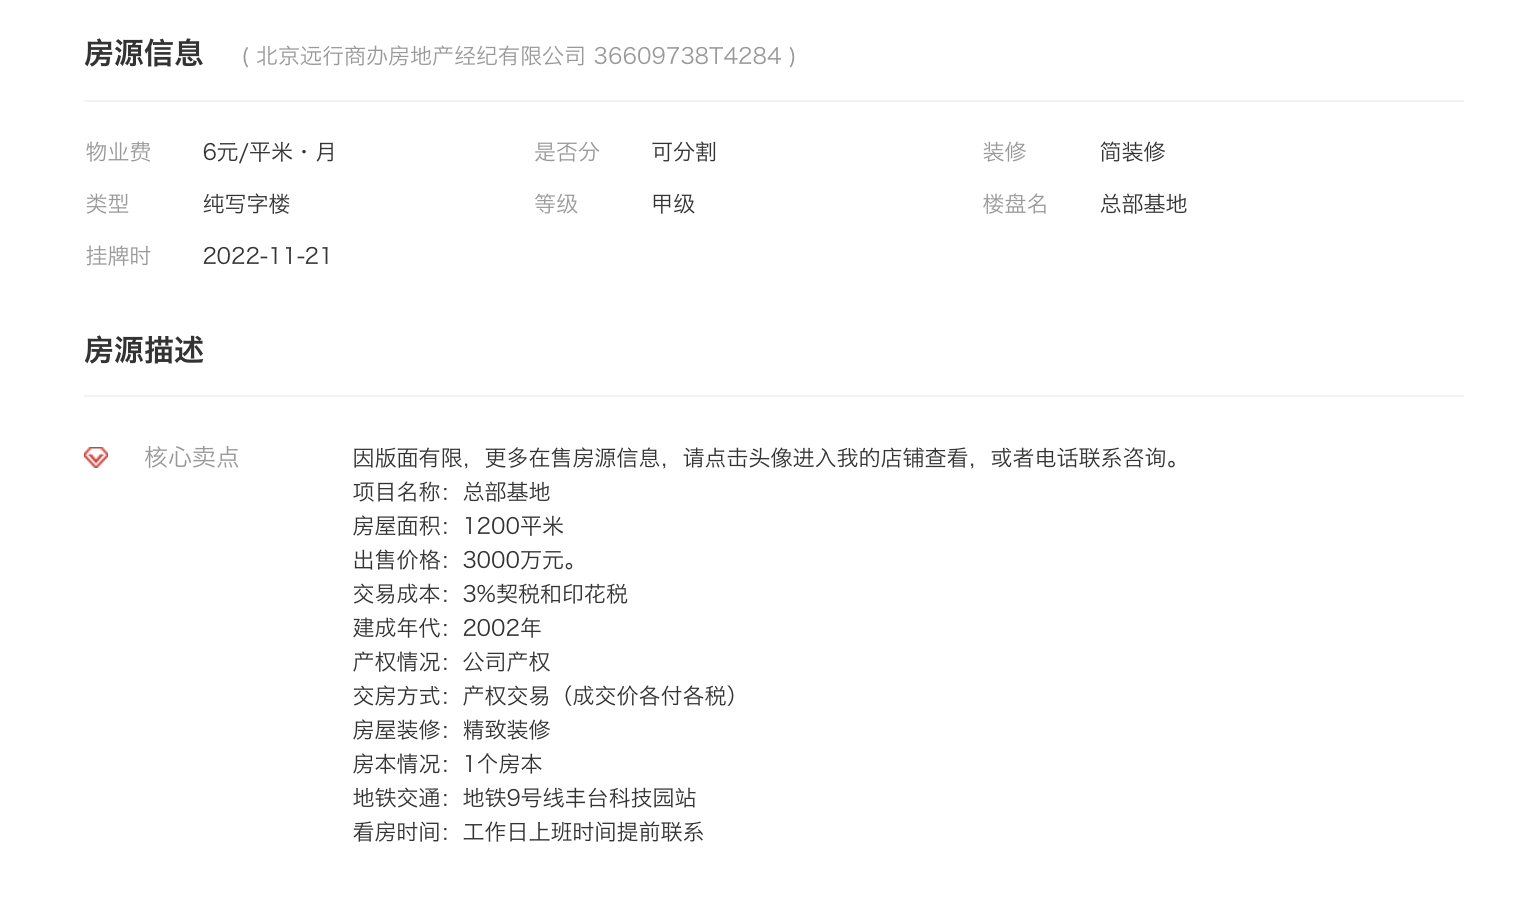 房源信息 ( 北京远行商办房地产经纪有限公司 36609738T4284 )
物业费 6元/平米・月 是否分 可分割 装修 简装修
类型 纯写字楼 等级 甲级 楼盘名 总部基地
挂牌时 2022-11-21
房源描述
核心卖点 因版面有限，更多在售房源信息，请点击头像进入我的店铺查看，或者电话联系咨询。
项目名称：总部基地
房屋面积：1200平米
出售价格：3000万元。
交易成本：3%契税和印花税
建成年代：2002年
产权情况：公司产权
交房方式：产权交易（成交价各付各税）
房屋装修：精致装修
房本情况：1个房本
地铁交通：地铁9号线丰台科技园站
看房时间：工作日上班时间提前联系